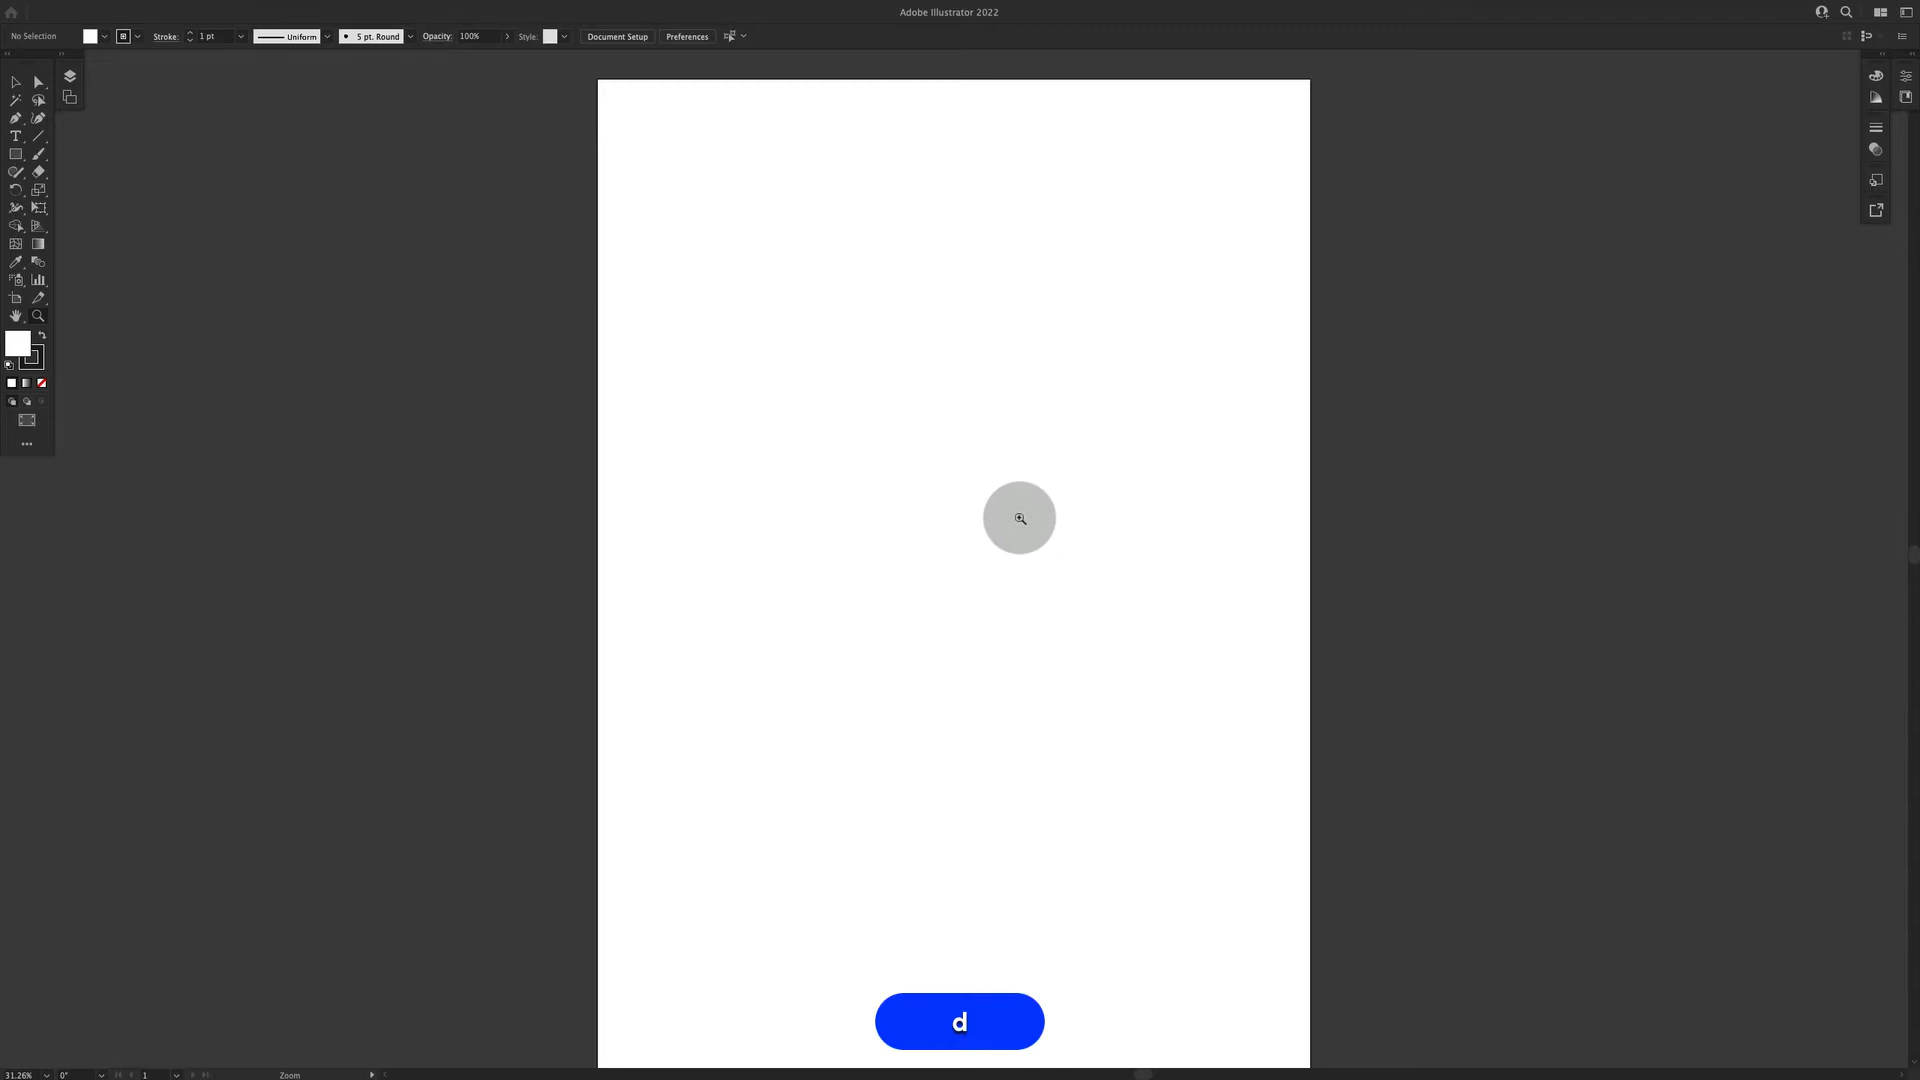 Adobe Illustrator 2022
No Selection
Stroke: 1 pt
Uniform
5 pt. Round
Opacity: 100%
Style:
Document Setup
Preferences
T
d
31.26%
0°
1
Zoom